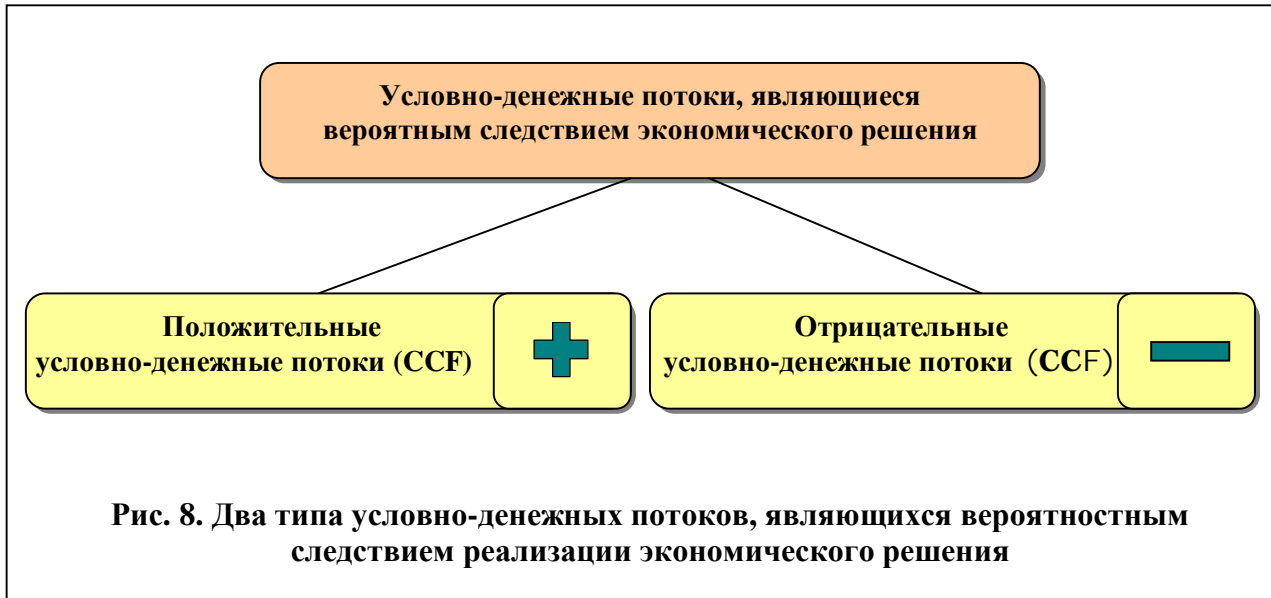 Условно-денежные потоки, являющиеся
вероятным следствием экономического решения
Положительные
условно-денежные потоки (CCF)
Отрицательные
условно-денежные потоки (CCF)
Рис. 8. Два типа условно-денежных потоков, являющихся вероятностным
следствием реализации экономического решения